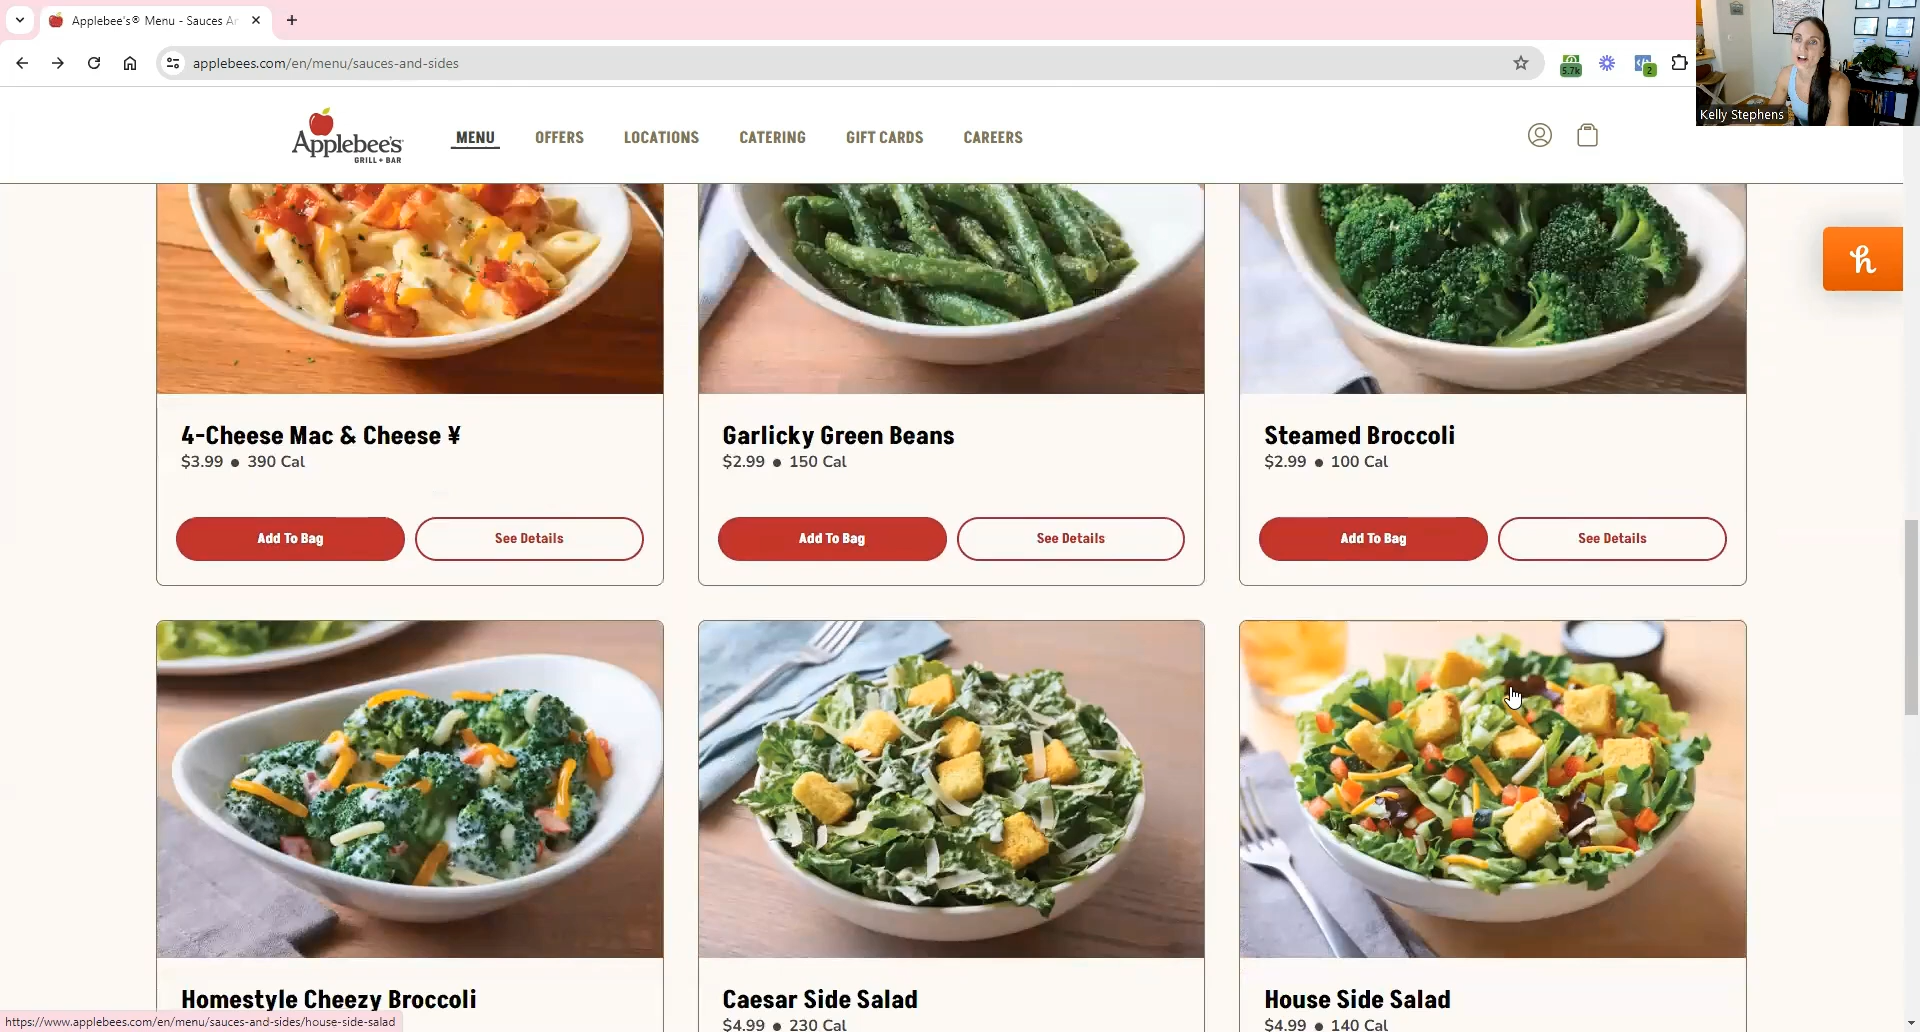 Applebee's® Menu - Sauces Ar
applebees.com/en/menu/sauces-and-sides
5.7k
2
Kelly Stephens
Applebee's
GRILL + BAR
MENU
OFFERS
LOCATIONS
CATERING
GIFT CARDS
CAREERS
h
4-Cheese Mac & Cheese ¥
$3.99 ● 390 Cal
Add To Bag
See Details
Garlicky Green Beans
$2.99 ● 150 Cal
Add To Bag
See Details
Steamed Broccoli
$2.99 ● 100 Cal
Add To Bag
See Details
Homestyle Cheezy Broccoli
Caesar Side Salad
$4.99 ● 230 Cal
House Side Salad
$4.99 ● 140 Cal
https://www.applebees.com/en/menu/sauces-and-sides/house-side-salad